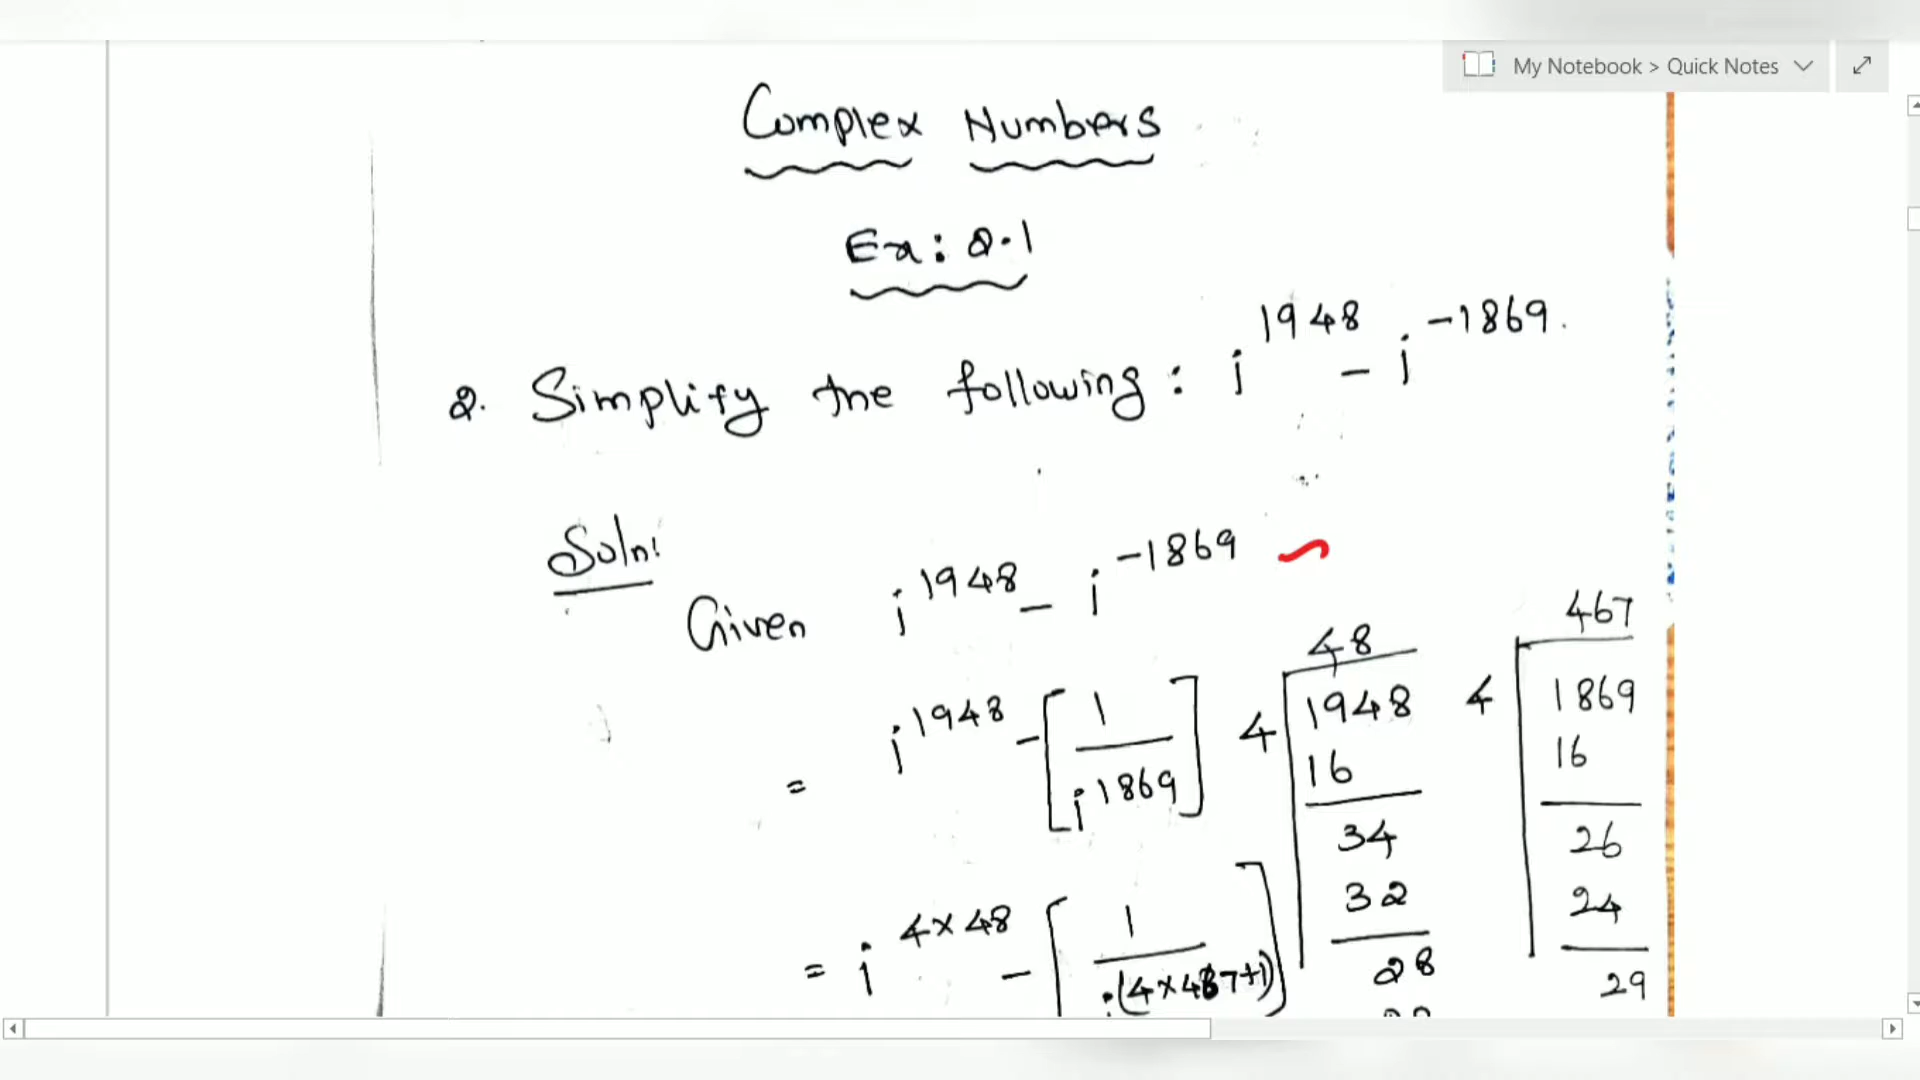 My Notebook > Quick Notes
Complex Numbers
Ex: 2.1
2. Simplify the following : i^1948 - i^-1869.
Soln:
Given i^1948 - i^-1869
= i^1948 - [1/i^1869]
= i^4×48 - [1/i^(4×467+1)]
48
4 1948
16
34
32
28
467
4 1869
16
26
24
29